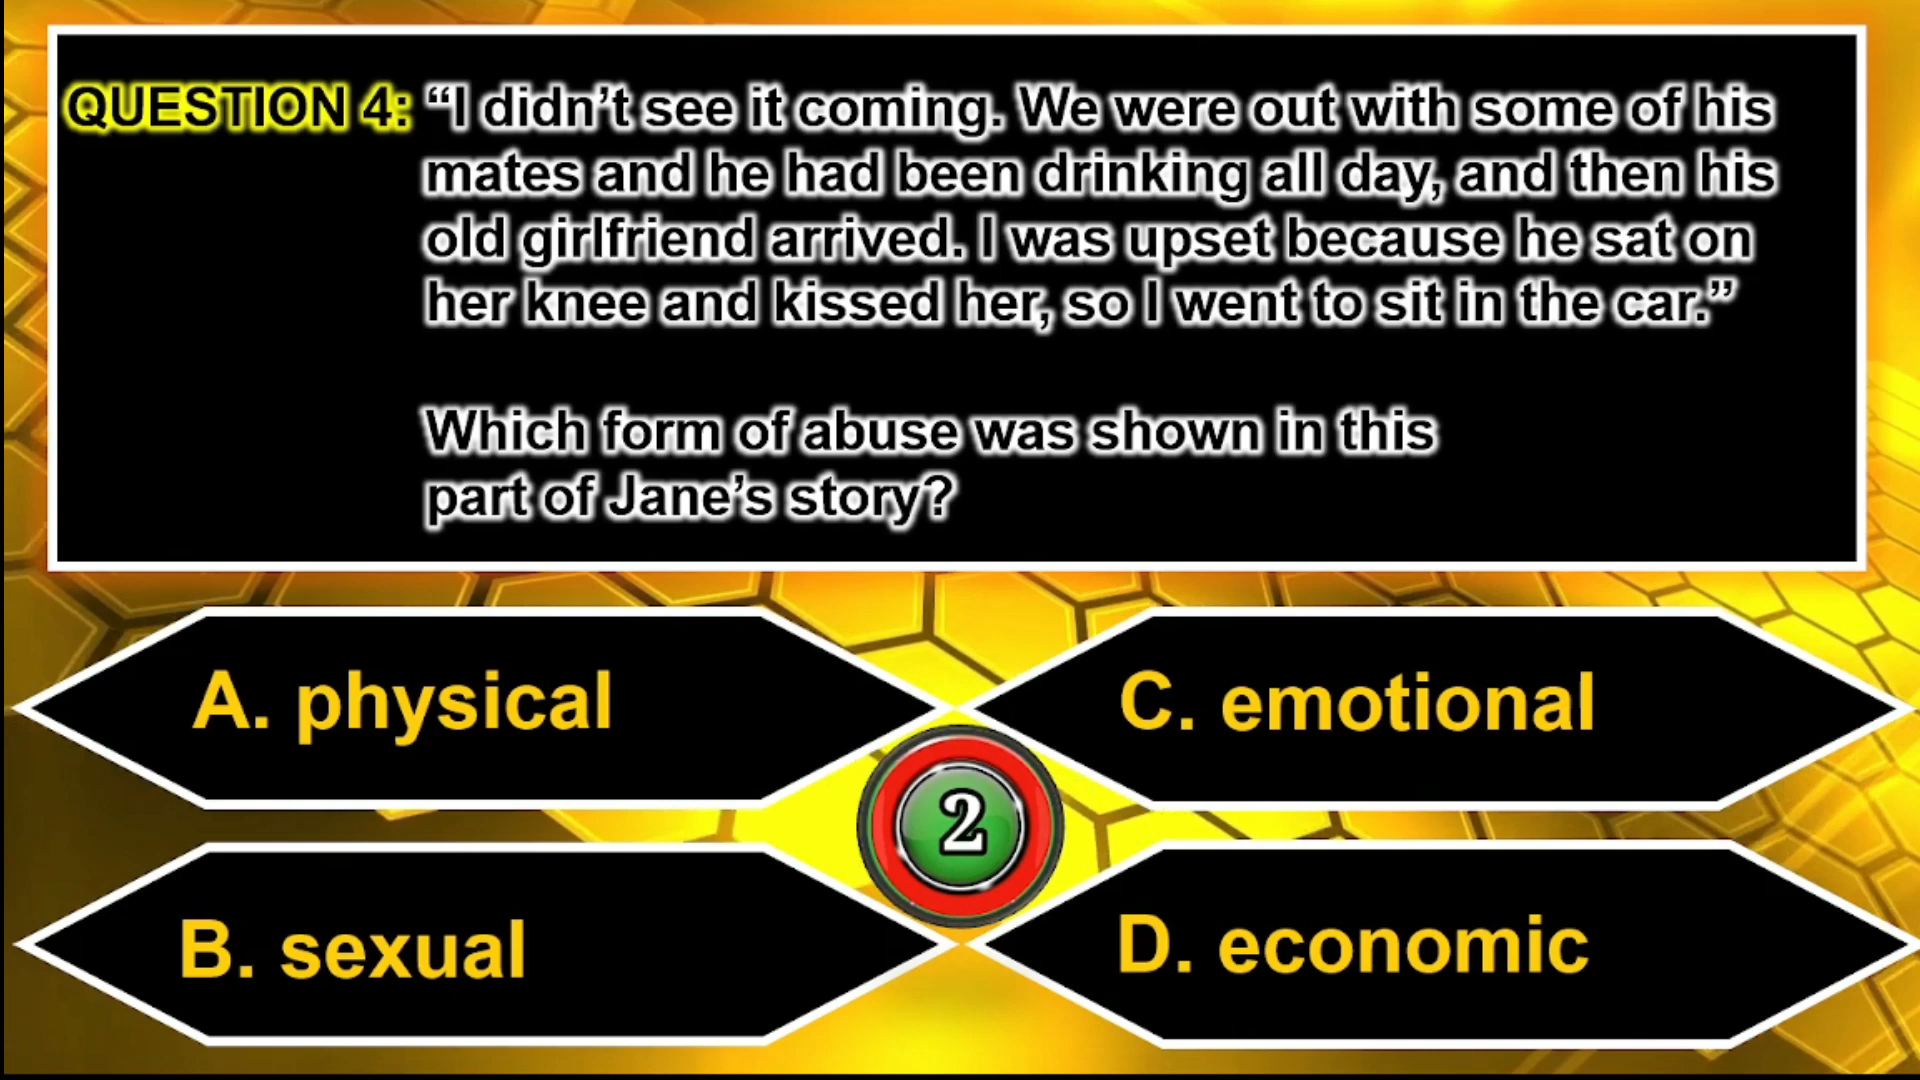 QUESTION 4: “I didn’t see it coming. We were out with some of his
mates and he had been drinking all day, and then his
old girlfriend arrived. I was upset because he sat on
her knee and kissed her, so I went to sit in the car.”
Which form of abuse was shown in this
part of Jane’s story?
A. physical
C. emotional
2
B. sexual
D. economic